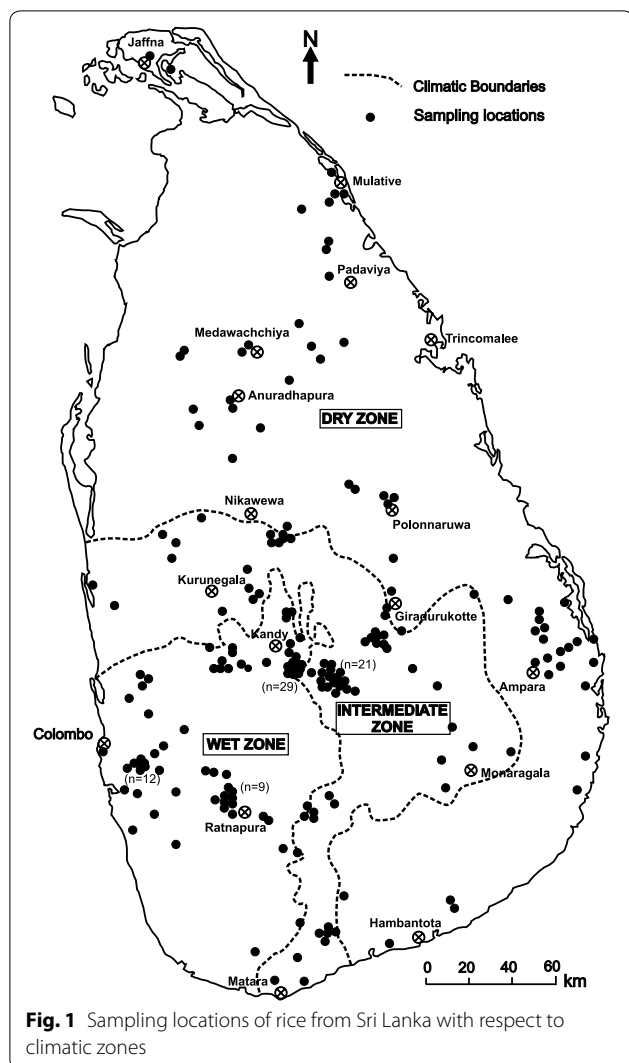 Jaffna
N
Climatic Boundaries
Sampling locations
Mulative
Padaviya
Medawachchiya
Trincomalee
Anuradhapura
DRY ZONE
Nikawewa
Polonnaruwa
Kurunegala
Giradurukotte
Kandy
(n=21)
(n=29)
Ampara
INTERMEDIATE
ZONE
Colombo
WET ZONE
(n=12)
(n=9)
Monaragala
Ratnapura
Hambantota
Matara
0 20 40 60
km
Fig. 1 Sampling locations of rice from Sri Lanka with respect to
climatic zones